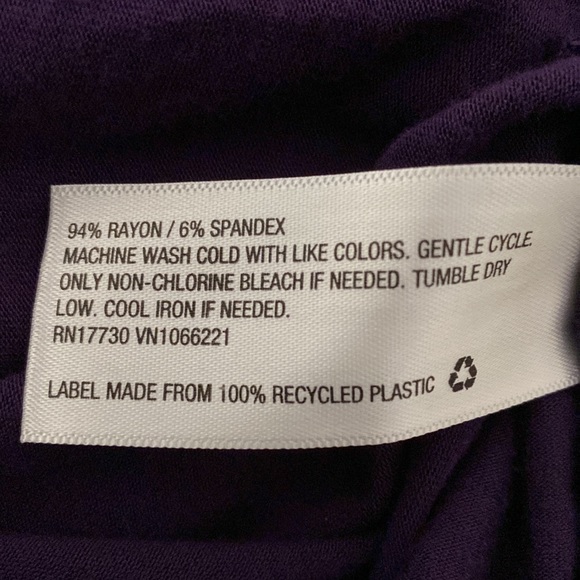 94% RAYON / 6% SPANDEX
MACHINE WASH COLD WITH LIKE COLORS. GENTLE CYCLE.
ONLY NON-CHLORINE BLEACH IF NEEDED. TUMBLE DRY
LOW. COOL IRON IF NEEDED.
RN17730 VN1066221
LABEL MADE FROM 100% RECYCLED PLASTIC